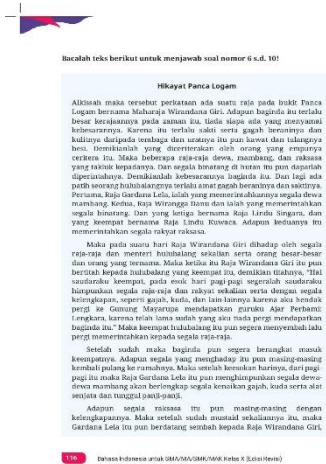 Bacalah teks berikut untuk menjawab soal nomor 6 s.d. 10!
Hikayat Panca Logam
Alkisah maka tersebut perkataan ada suatu raja pada bukit Panca
Logam bernama Maharaja Wirandana Giri. Adapun baginda itu terlalu
besar kerajaannya pada zaman itu, tiada siapa ada yang menyamai
kebesarannya. Karena itu terlalu sakti serta gagah beraninya dan
kulitnya daripada tembaga dan uratnya itu pun kawat dan tulangnya
besi. Demikianlah yang diceriterakan oleh orang yang empunya
ceritera itu. Maka beberapa raja-raja dewa, mambang, dan raksasa
yang takluk kepadanya. Dan segala binatang di hutan itu pun dapatlah
diperintahnya. Demikianlah kebesarannya baginda itu. Dan lagi ada
patih seorang hulubalangnya terlalu amat gagah beraninya dan saktinya.
Pertama, Raja Gardana Lela, ialah yang memerintahkannya segala dewa
mambang. Kedua, Raja Wirangga Danu dan ialah yang memerintahkan
segala binatang. Dan yang ketiga bernama Raja Lindu Singara, dan
yang keempat bernama Raja Lindu Kuwaca. Adapun keduanya itu
memerintahkan segala rakyat raksasa.
Maka pada suatu hari Raja Wirandana Giri dihadap oleh segala
raja-raja dan menteri hulubalang sekalian serta orang besar-besar
dan orang yang ternama. Maka ketika itu Raja Wirandana Giri itu pun
bertitah kepada hulubalang yang keempat itu, demikian titahnya, "Hai
saudaraku keempat, pada esok hari pagi-pagi segeralah saudaraku
himpunkan segala raja-raja dan rakyat sekalian serta dengan segala
kelengkapan, seperti gajah, kuda, dan lain-lainnya karena aku hendak
pergi ke Gunung Mayarupa mendapatkan guruku Ajar Perbami:
Lengkara, karena telah lama sudah yang aku tiada pergi mendapatkan
baginda itu." Maka keempat hulubalang itu pun segera menyembah lalu
pergi memerintahkan kepada segala raja-raja.
Setelah sudah maka baginda pun segera berangkat masuk
keempatnya. Adapun segala yang menghadap itu pun masing-masing
kembali pulang ke rumahnya. Maka setelah keesokan harinya, dari pagi-
pagi itu maka Raja Gardana Lela itu pun menghimpunkan segala dewa-
dewa mambang akan berlengkap segala kenaikan gajah, kuda serta alat
senjata dan tunggul panji-panji.
Adapun segala raksasa itu pun masing-masing dengan
kelengkapannya. Maka setelah sudah mustaid sekaliannya itu, maka
Gardana Lela itu pun berdatang sembah kepada Raja Wirandana Giri,
116 Bahasa Indonesia untuk SMA/MA/SMK/MAK Kelas X (Edisi Revisi)